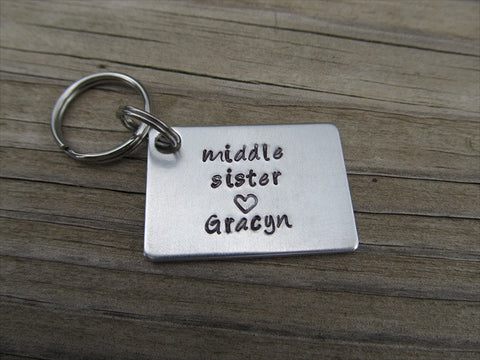 middle
sister
♡
Gracyn